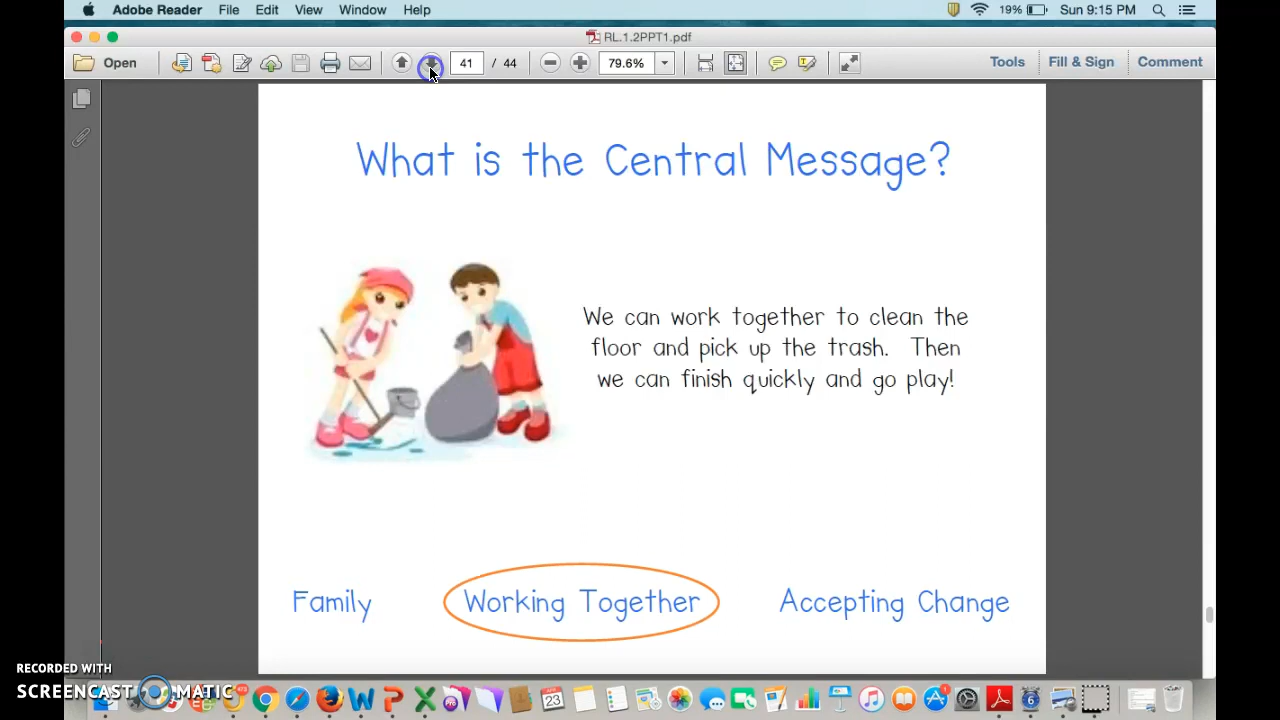 Adobe Reader File Edit View Window Help 19% Sun 9:15 PM
RL.1.2PPT1.pdf
Open 41 / 44 79.6% Tools Fill & Sign Comment
What is the Central Message?
We can work together to clean the
floor and pick up the trash. Then
we can finish quickly and go play!
Family Working Together Accepting Change
RECORDED WITH
SCREENCAST MATIC